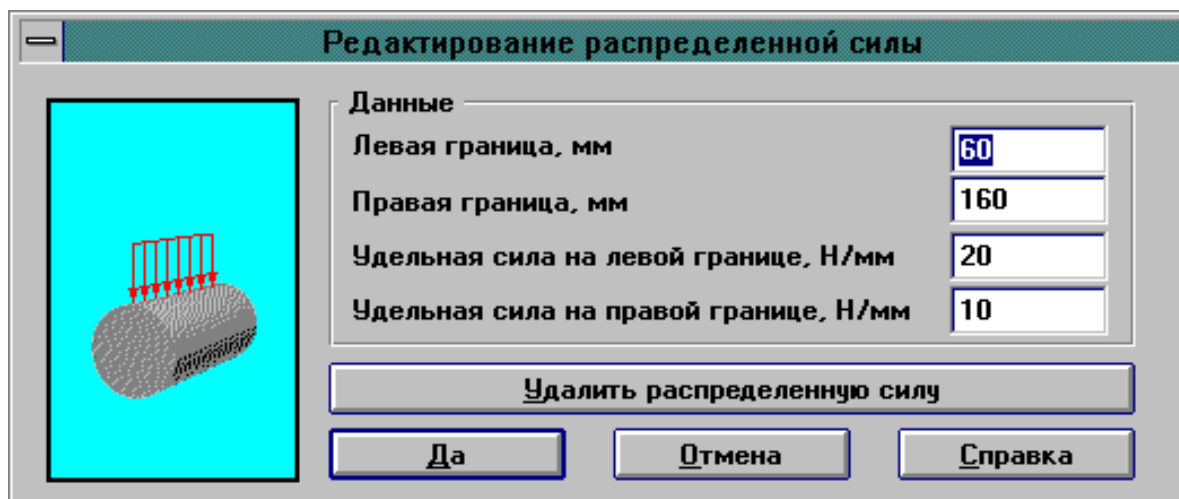 Редактирование распределенной силы
Данные
Левая граница, мм 60
Правая граница, мм 160
Удельная сила на левой границе, Н/мм 20
Удельная сила на правой границе, Н/мм 10
Удалить распределенную силу
Да Отмена Справка